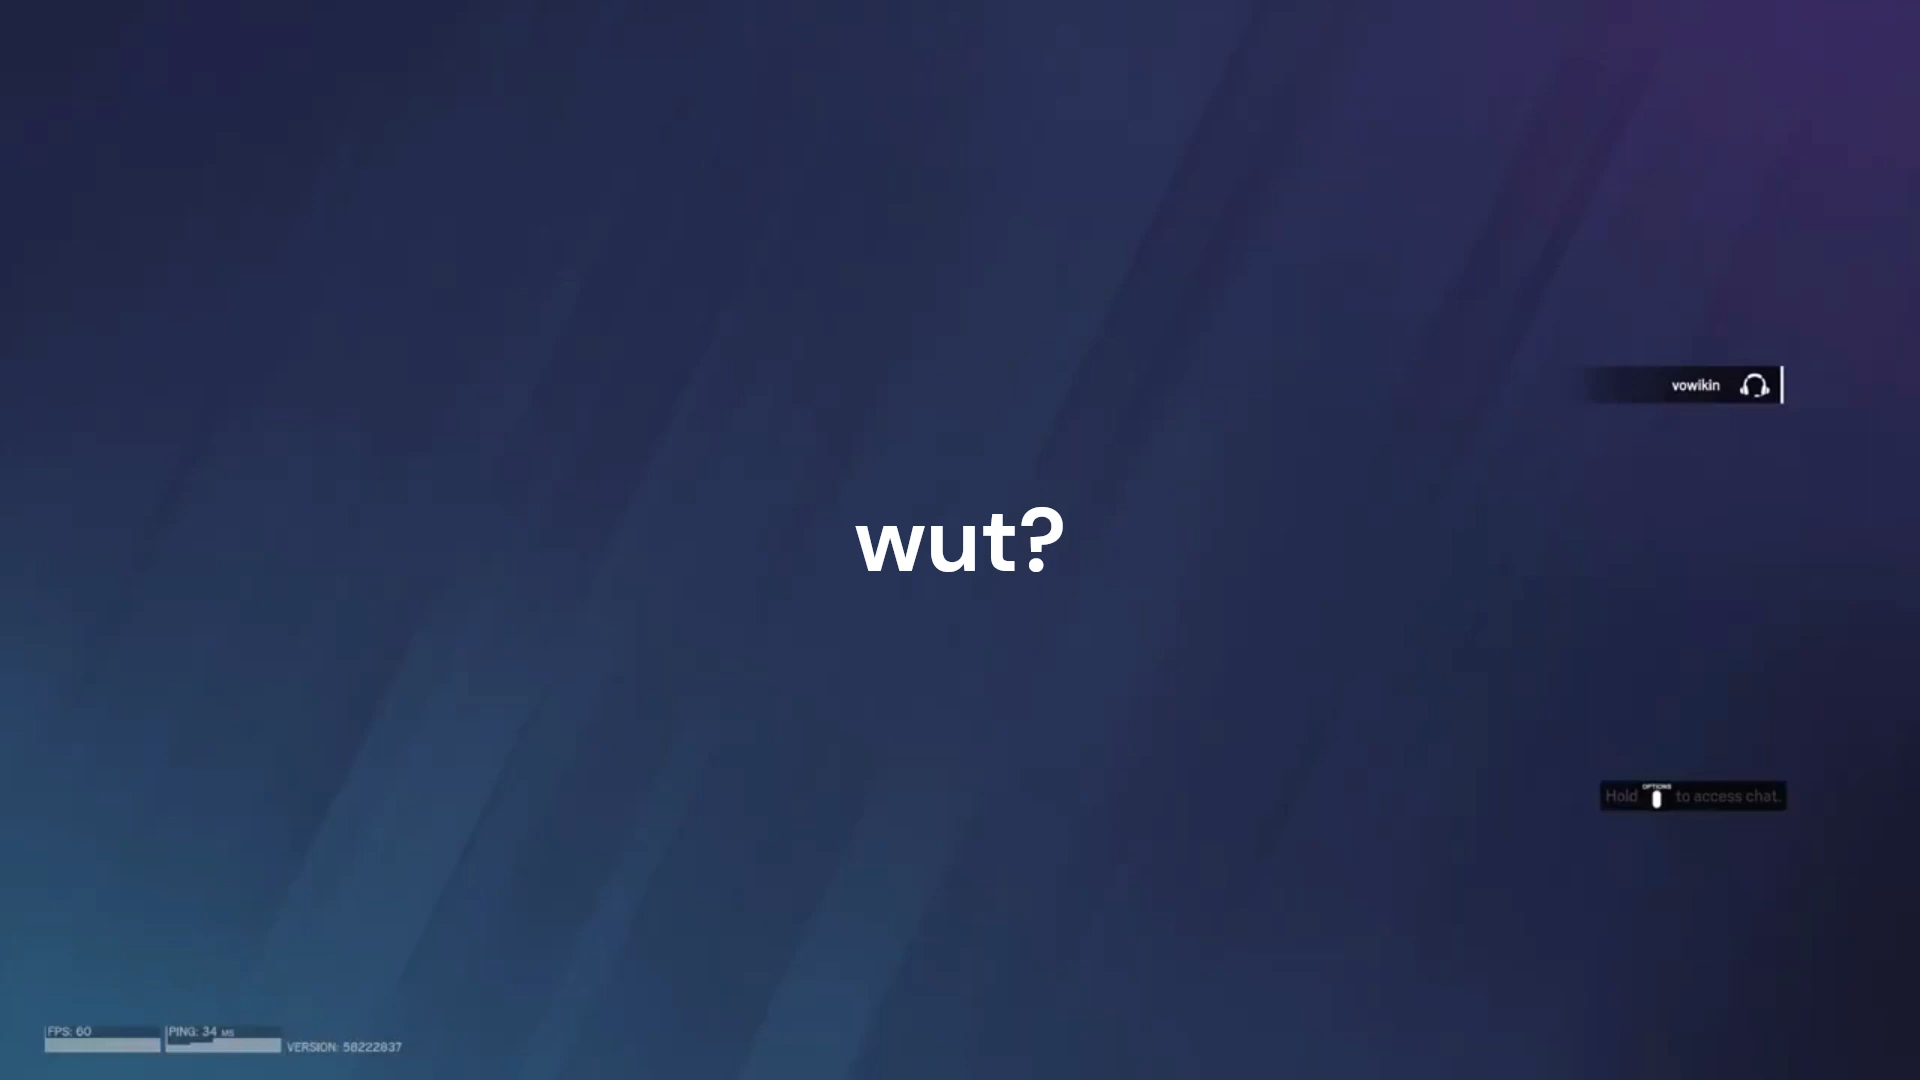 vowikin
wut?
Hold OPTIONS to access chat.
FPS: 60 PING: 34 MS
VERSION: 58222837